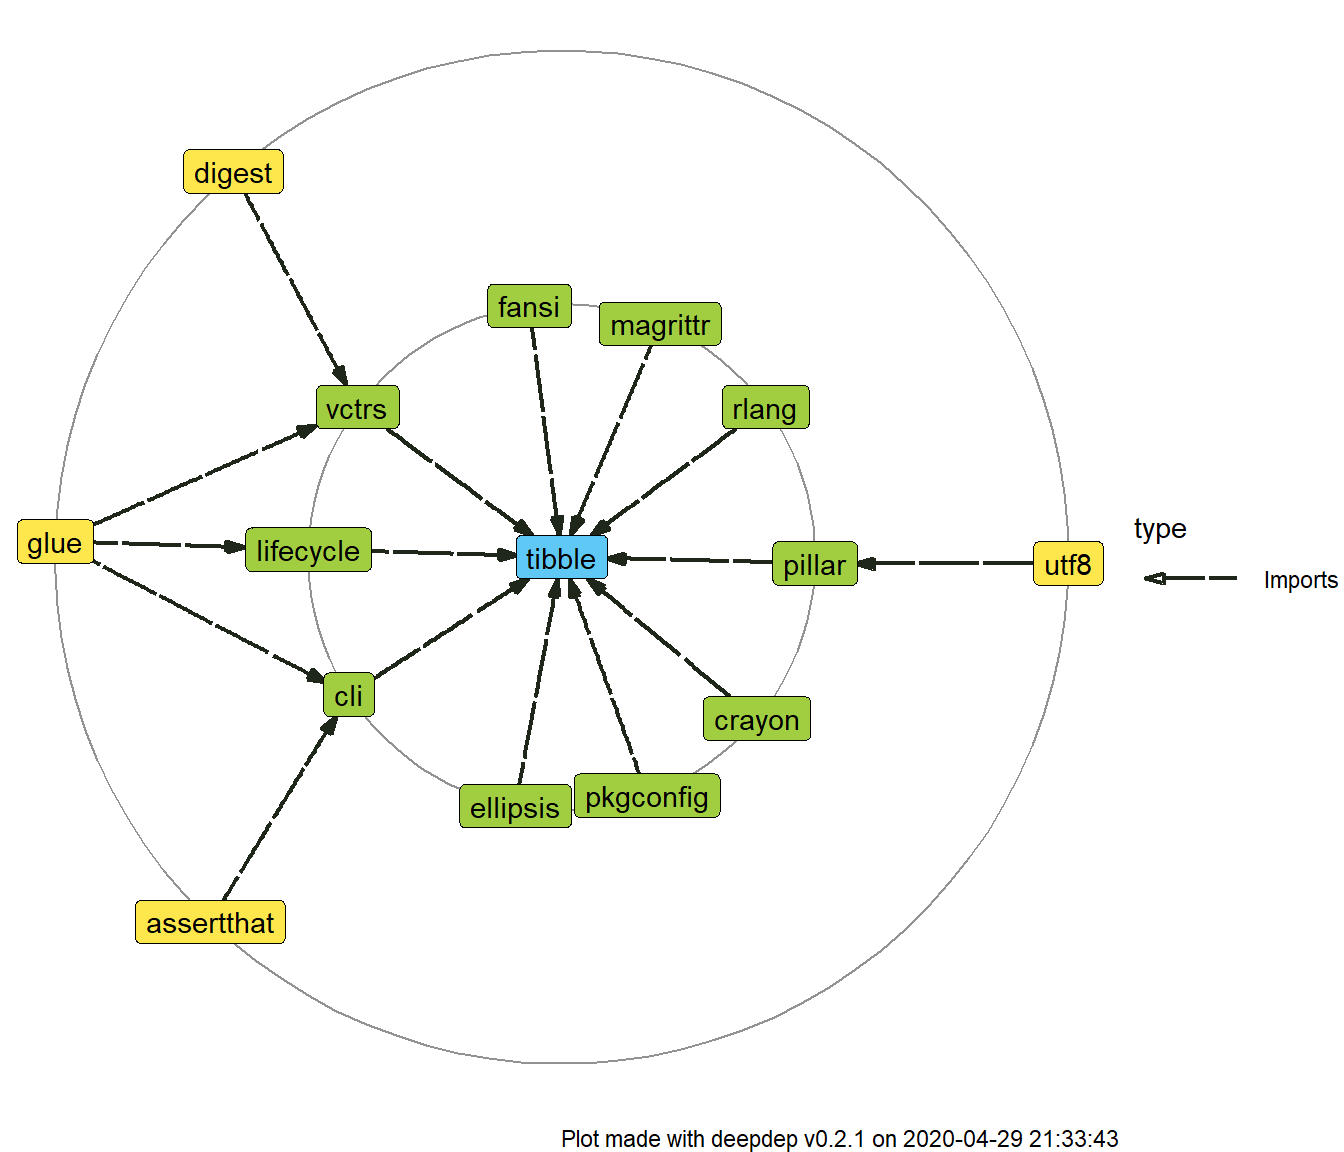 digest
fansi
magrittr
vctrs
rlang
type
glue
lifecycle
tibble
pillar
utf8
Imports
cli
crayon
ellipsis
pkgconfig
assertthat
Plot made with deepdep v0.2.1 on 2020-04-29 21:33:43